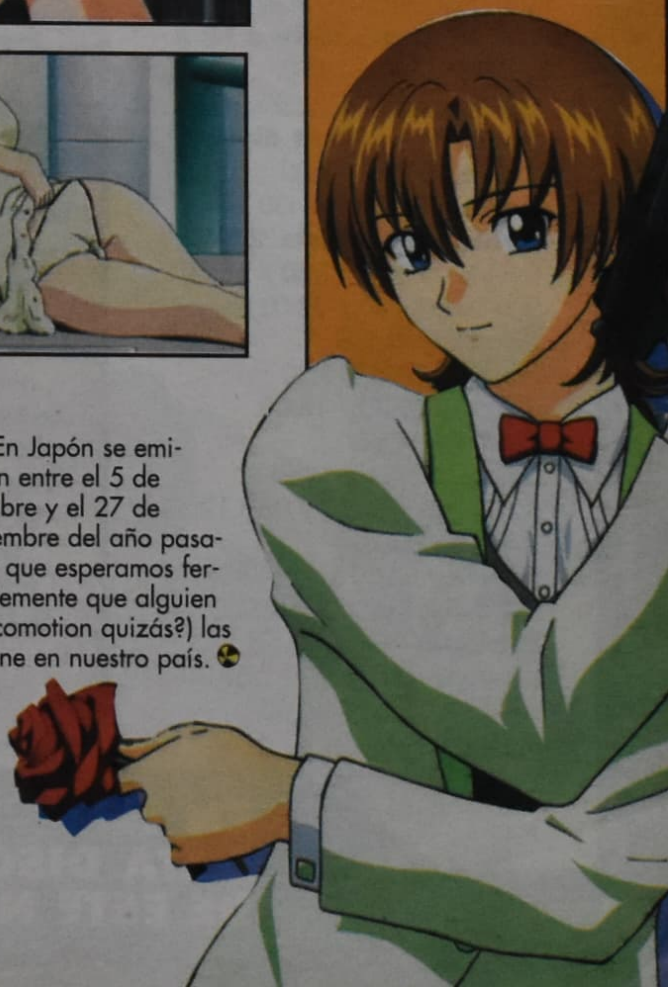 En Japón se emi-
n entre el 5 de
bre y el 27 de
embre del año pasa-
que esperamos fer-
emente que alguien
comotion quizás?) las
ne en nuestro país.